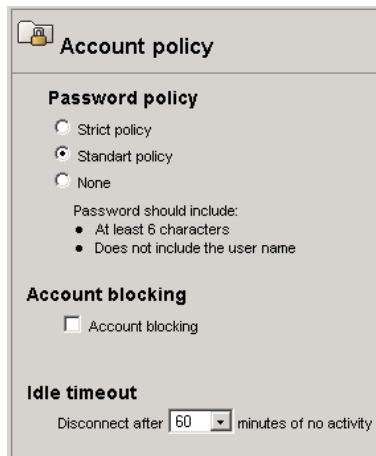 Account policy
Password policy
Strict policy
Standart policy
None
Password should include:
• At least 6 characters
• Does not include the user name
Account blocking
Account blocking
Idle timeout
Disconnect after 60 minutes of no activity